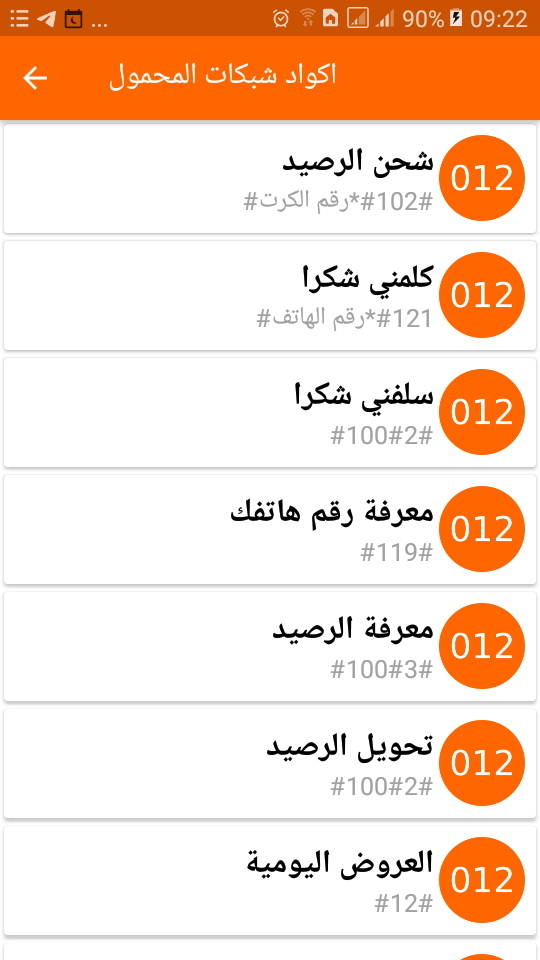 ... 90% 09:22
اكواد شبكات المحمول
012
شحن الرصيد
#102#*رقم الكرت#
012
كلمني شكرا
#121#*رقم الهاتف#
012
سلفني شكرا
#100#2#
012
معرفة رقم هاتفك
#119#
012
معرفة الرصيد
#100#3#
012
تحويل الرصيد
#100#2#
012
العروض اليومية
#12#